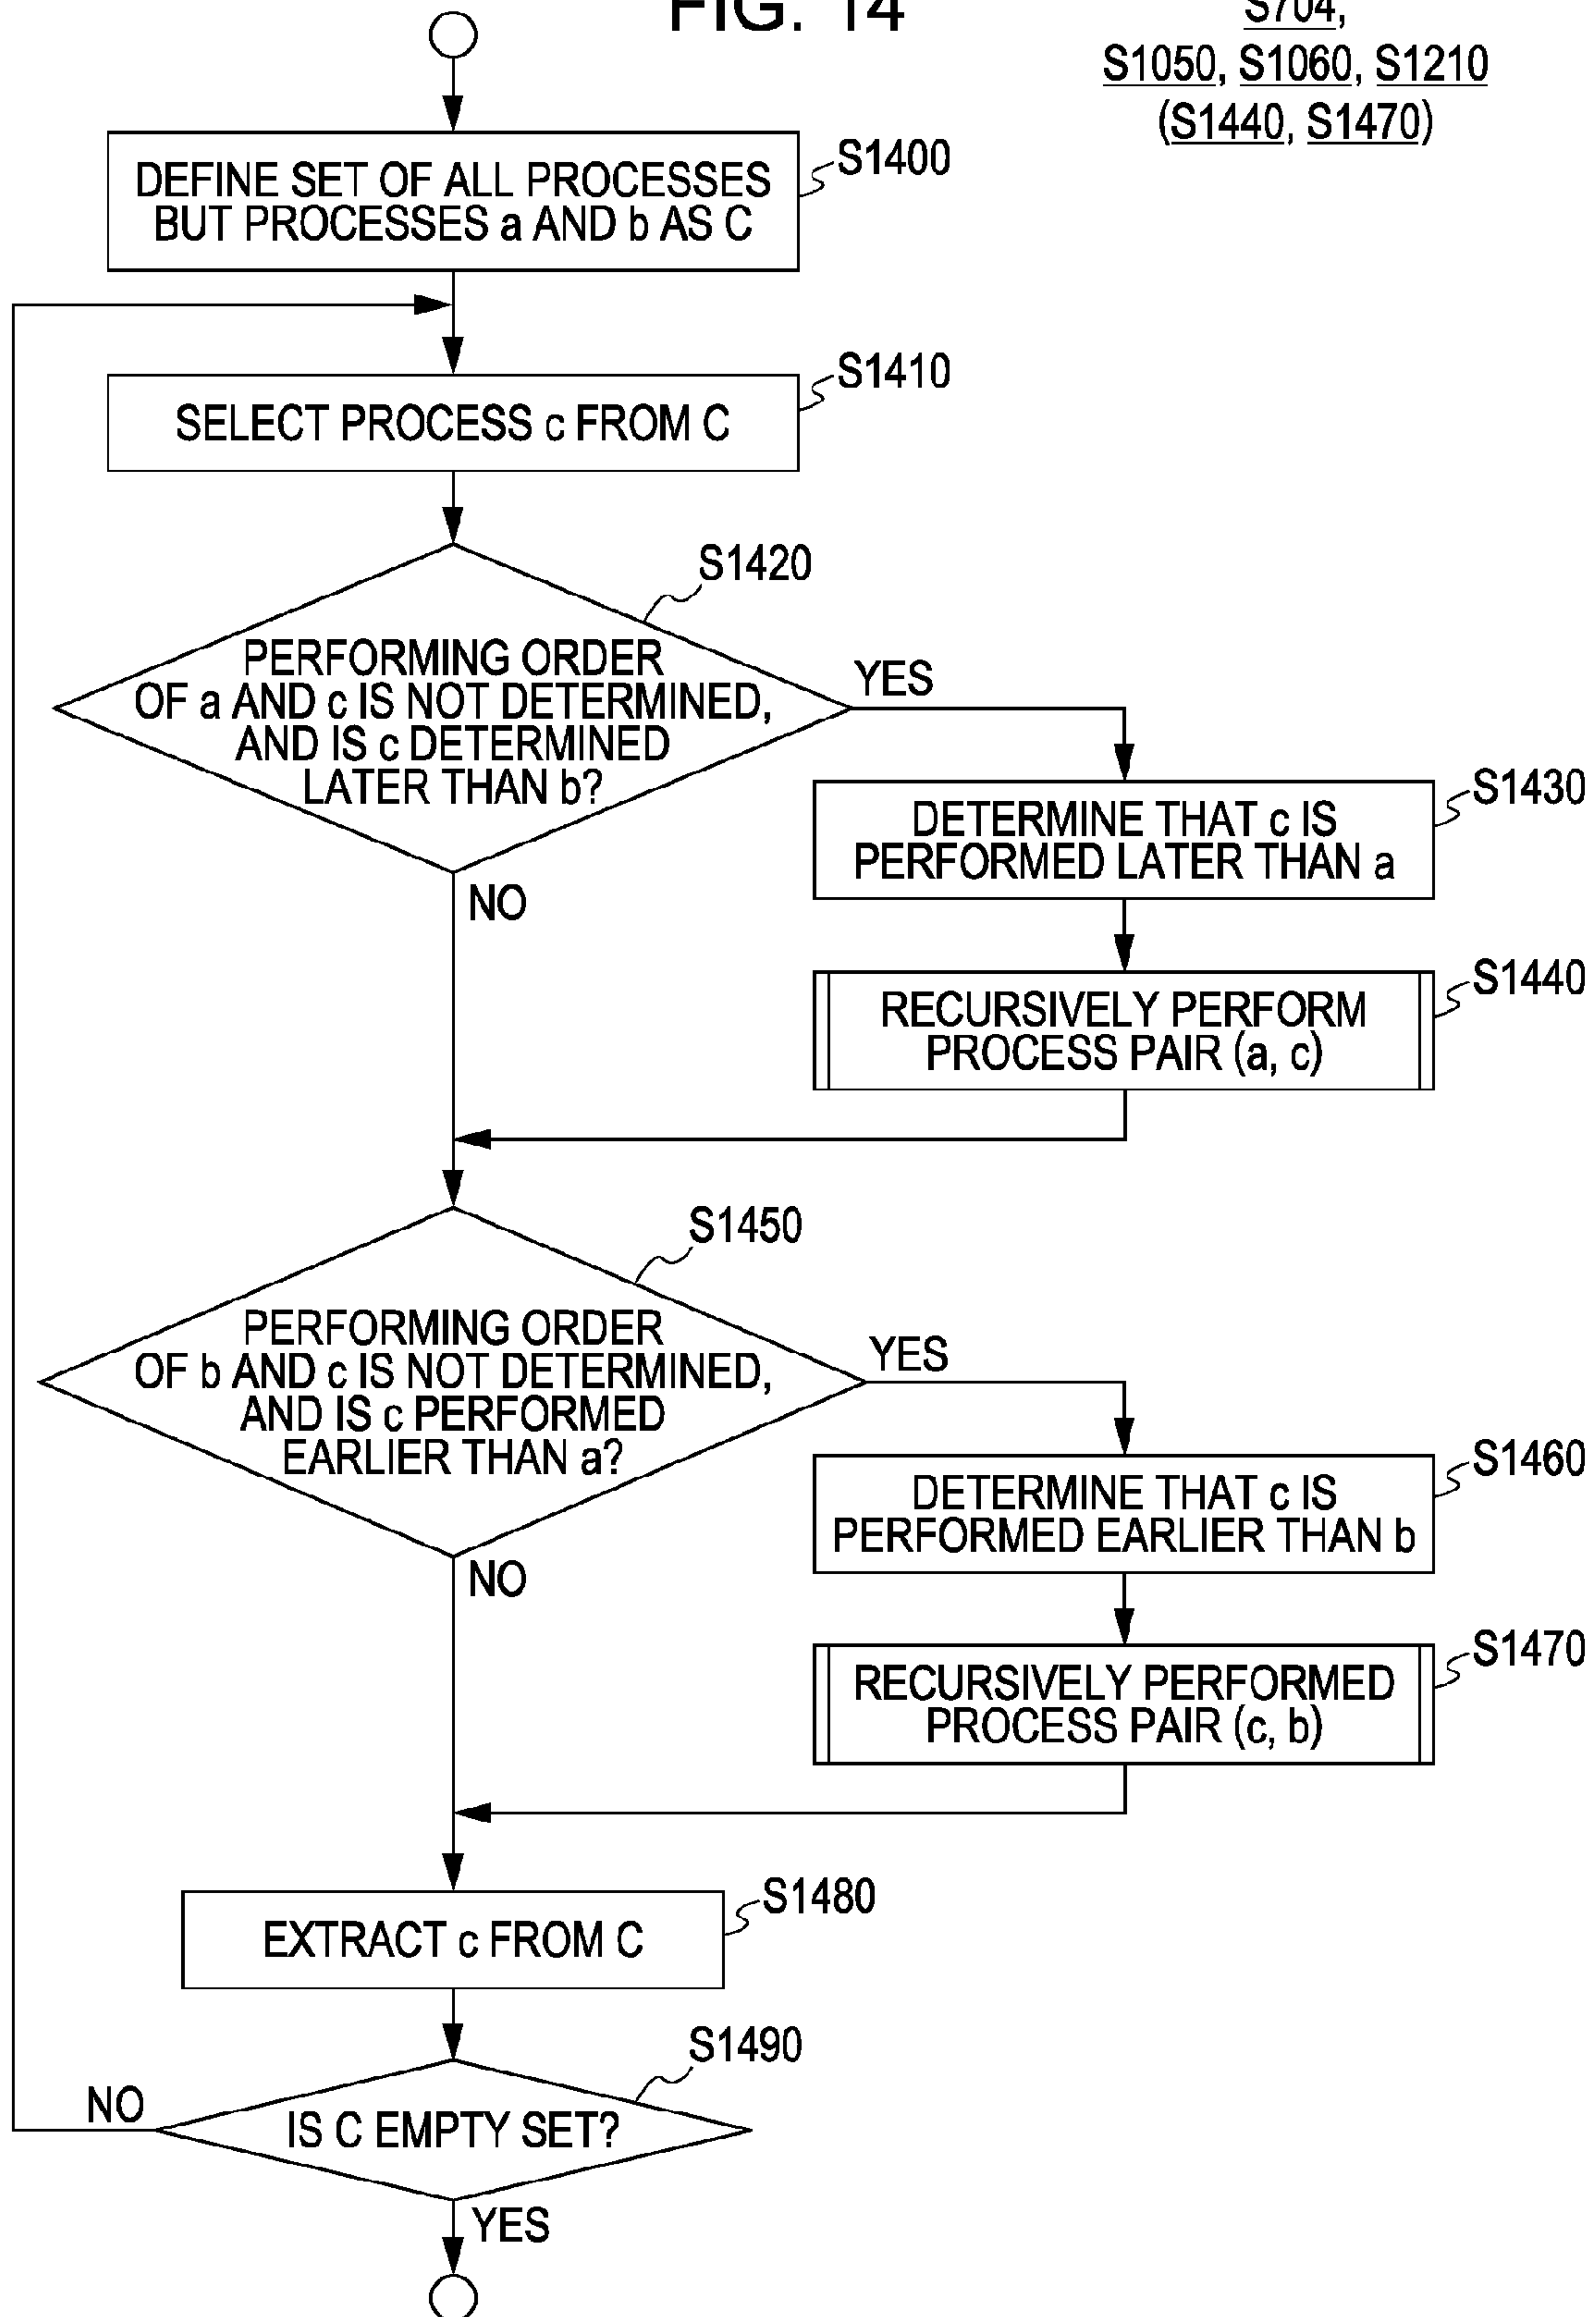 FIG. 14
S704,
S1050, S1060, S1210
(S1440, S1470)
DEFINE SET OF ALL PROCESSES
BUT PROCESSES a AND b AS C
S1400
SELECT PROCESS c FROM C
S1410
S1420
PERFORMING ORDER
OF a AND c IS NOT DETERMINED,
AND IS c DETERMINED
LATER THAN b?
YES
NO
DETERMINE THAT c IS
PERFORMED LATER THAN a
S1430
RECURSIVELY PERFORM
PROCESS PAIR (a, c)
S1440
S1450
PERFORMING ORDER
OF b AND c IS NOT DETERMINED,
AND IS c PERFORMED
EARLIER THAN a?
YES
NO
DETERMINE THAT c IS
PERFORMED EARLIER THAN b
S1460
RECURSIVELY PERFORMED
PROCESS PAIR (c, b)
S1470
EXTRACT c FROM C
S1480
S1490
IS C EMPTY SET?
NO
YES